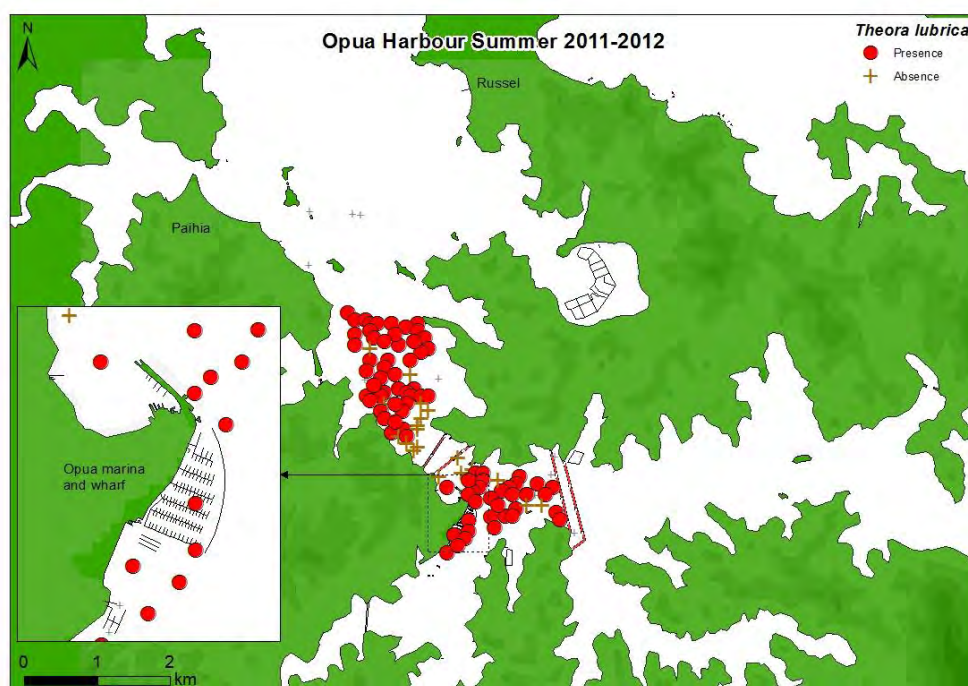 N
Opua Harbour Summer 2011-2012
Theora lubrica
Presence
Absence
Russel
Paihia
Opua marina
and wharf
0 1 2
km